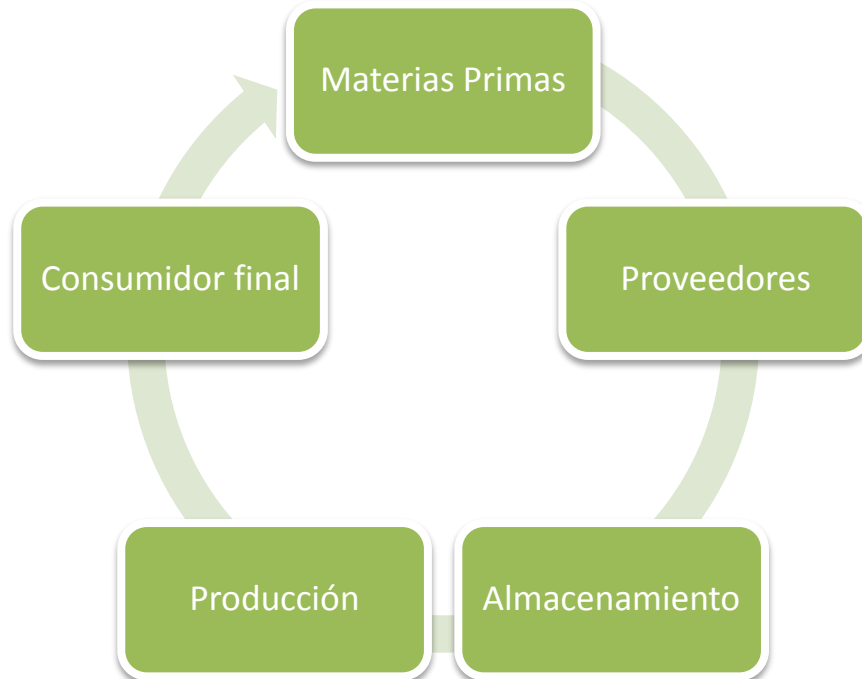 Materias Primas
Proveedores
Almacenamiento
Producción
Consumidor final